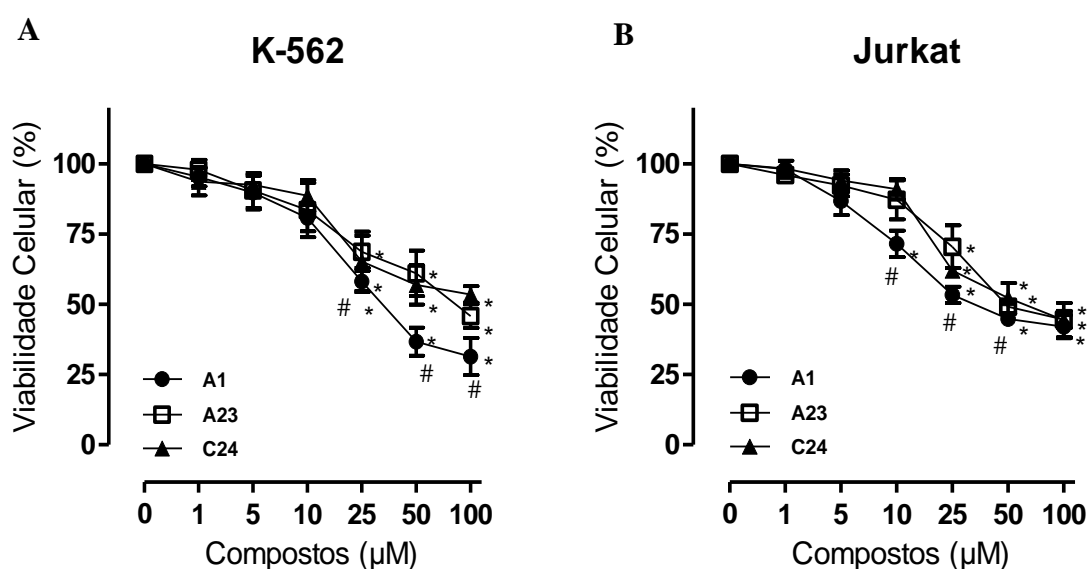 A
K-562
Viabilidade Celular (%)
100
75
50
25
0
* * # * * * # * * * # *
A1
A23
C24
0 1 5 10 25 50 100
Compostos (µM)
B
Jurkat
Viabilidade Celular (%)
100
75
50
25
0
# * * * * # * * # * * * *
A1
A23
C24
0 1 5 10 25 50 100
Compostos (µM)